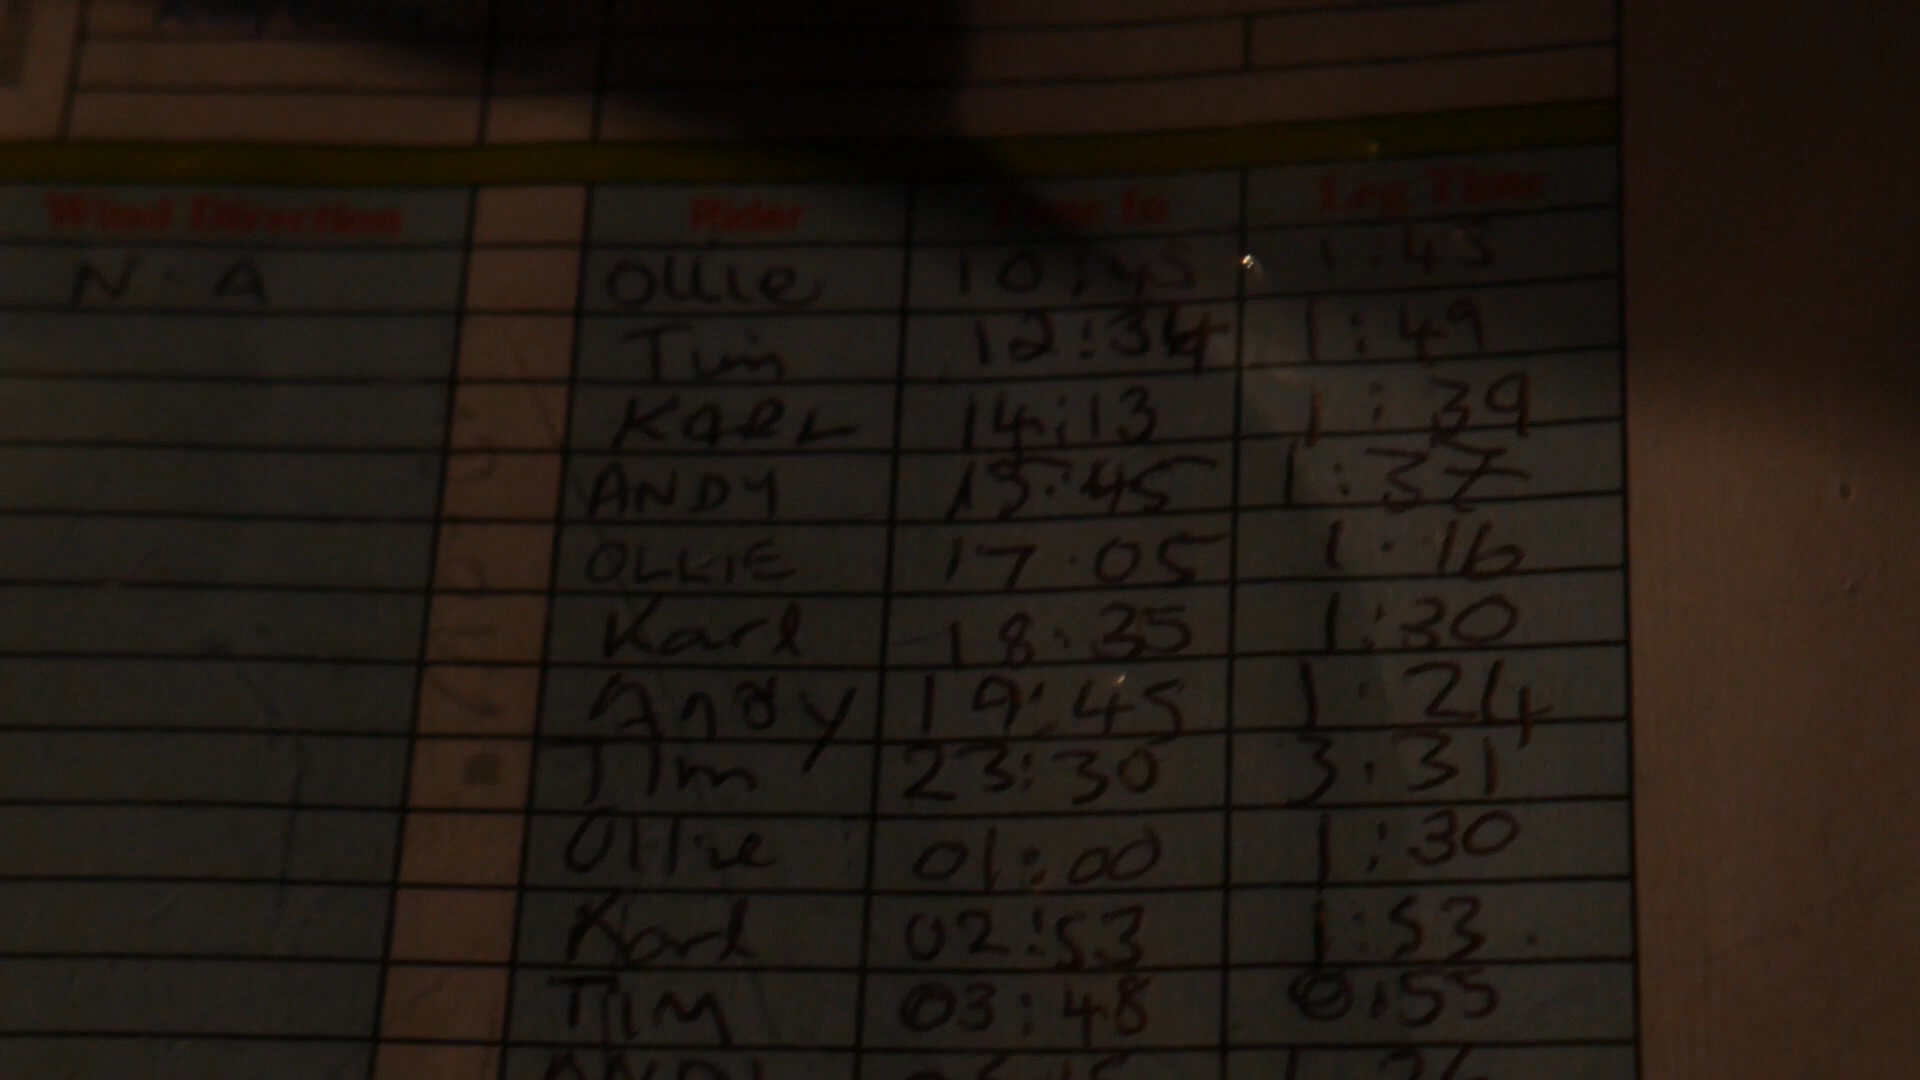 Wind Direction Rider Time In Leg Time
N.A Ollie 10:45 1:45
Tim 12:34 1:49
KARL 14:13 1:39
ANDY 15:45 1:37
OLLIE 17.05 1.16
Karl 18:35 1:30
Andy 19:45 1.24
Tim 23:30 3:31
Ollie 01:00 1:30
Karl 02:53 1:53.
TIM 03:48 0:55